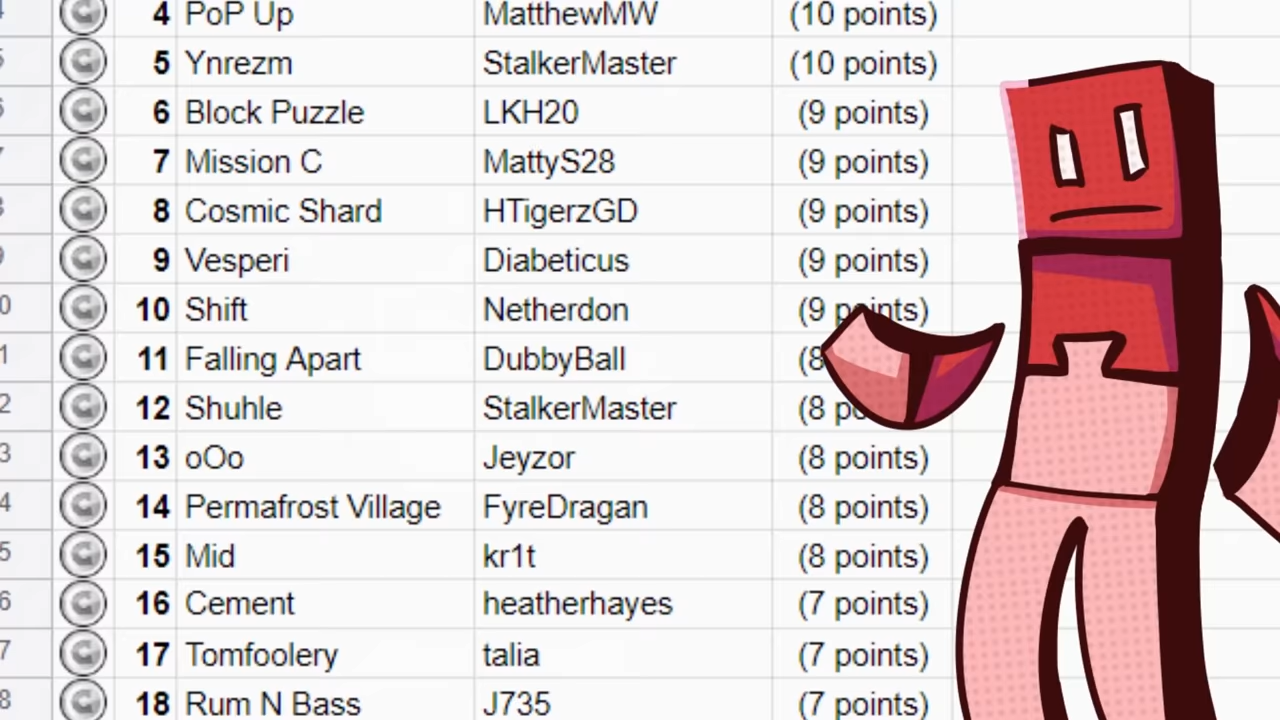 4 PoP Up MatthewMW (10 points)
5 Ynrezm StalkerMaster (10 points)
6 Block Puzzle LKH20 (9 points)
7 Mission C MattyS28 (9 points)
8 Cosmic Shard HTigerzGD (9 points)
9 Vesperi Diabeticus (9 points)
10 Shift Netherdon (9 points)
11 Falling Apart DubbyBall (8
12 Shuhle StalkerMaster (8 points)
13 oOo Jeyzor (8 points)
14 Permafrost Village FyreDragan (8 points)
15 Mid kr1t (8 points)
16 Cement heatherhayes (7 points)
17 Tomfoolery talia (7 points)
18 Rum N Bass J735 (7 points)